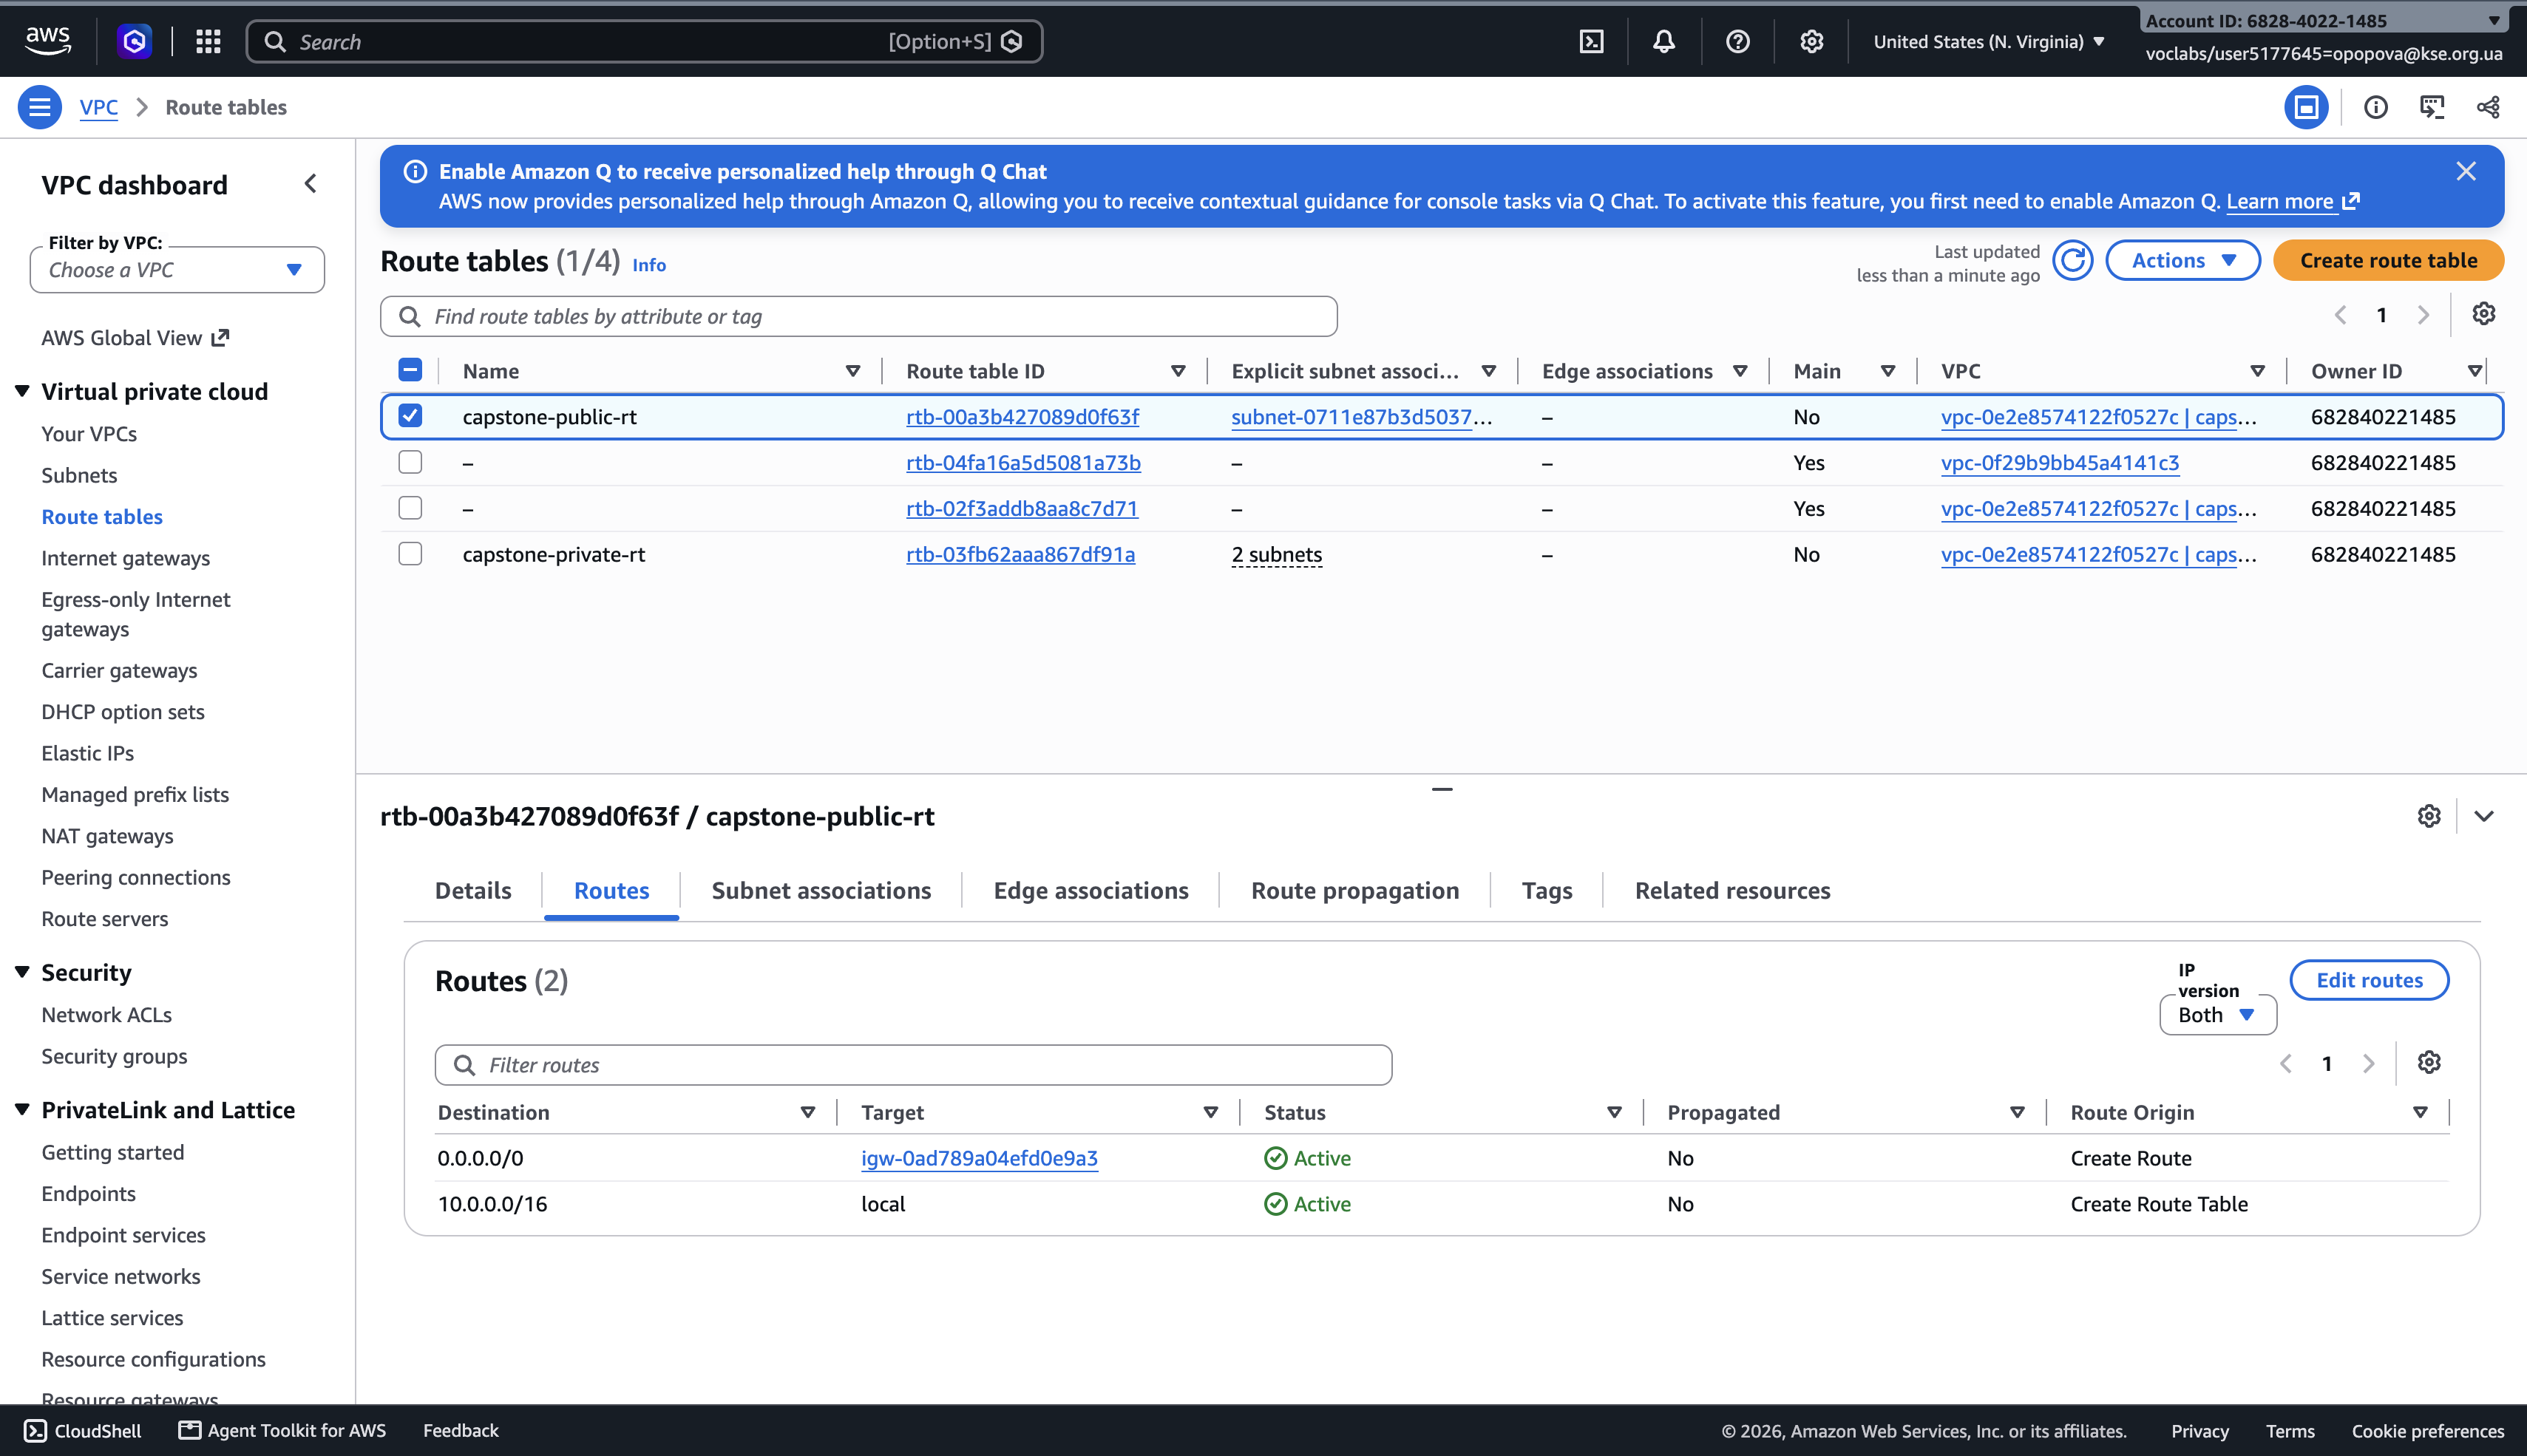 aws
Search [Option+S]
United States (N. Virginia)
Account ID: 6828-4022-1485
voclabs/user5177645=opopova@kse.org.ua
VPC
Route tables
VPC dashboard
Filter by VPC:
Choose a VPC
AWS Global View
Virtual private cloud
Your VPCs
Subnets
Route tables
Internet gateways
Egress-only Internet
gateways
Carrier gateways
DHCP option sets
Elastic IPs
Managed prefix lists
NAT gateways
Peering connections
Route servers
Security
Network ACLs
Security groups
PrivateLink and Lattice
Getting started
Endpoints
Endpoint services
Service networks
Lattice services
Resource configurations
Resource gateways
Enable Amazon Q to receive personalized help through Q Chat
AWS now provides personalized help through Amazon Q, allowing you to receive contextual guidance for console tasks via Q Chat. To activate this feature, you first need to enable Amazon Q. Learn more
Route tables (1/4) Info
Last updated
less than a minute ago
Actions
Create route table
Find route tables by attribute or tag
1
Name Route table ID Explicit subnet associ... Edge associations Main VPC Owner ID
capstone-public-rt rtb-00a3b427089d0f63f subnet-0711e87b3d5037... – No vpc-0e2e8574122f0527c | caps... 682840221485
– rtb-04fa16a5d5081a73b – – Yes vpc-0f29b9bb45a4141c3 682840221485
– rtb-02f3addb8aa8c7d71 – – Yes vpc-0e2e8574122f0527c | caps... 682840221485
capstone-private-rt rtb-03fb62aaa867df91a 2 subnets – No vpc-0e2e8574122f0527c | caps... 682840221485
rtb-00a3b427089d0f63f / capstone-public-rt
Details Routes Subnet associations Edge associations Route propagation Tags Related resources
Routes (2)
IP
version
Both
Edit routes
Filter routes
1
Destination Target Status Propagated Route Origin
0.0.0.0/0 igw-0ad789a04efd0e9a3 Active No Create Route
10.0.0.0/16 local Active No Create Route Table
CloudShell Agent Toolkit for AWS Feedback
© 2026, Amazon Web Services, Inc. or its affiliates. Privacy Terms Cookie preferences